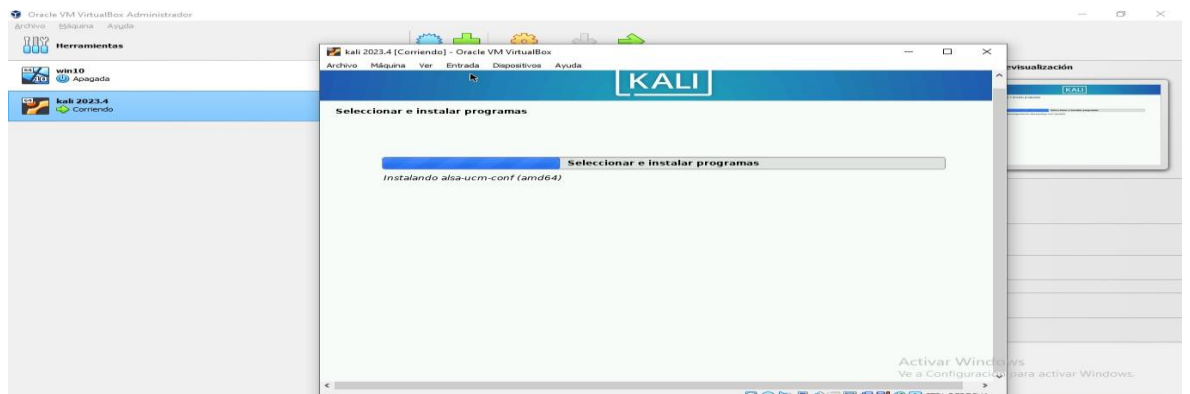 Oracle VM VirtualBox Administrador
Archivo Máquina Ayuda
Herramientas
win10
Apagada
kali 2023.4
Corriendo
kali 2023.4 [Corriendo] - Oracle VM VirtualBox
Archivo Máquina Ver Entrada Dispositivos Ayuda
KALI
Seleccionar e instalar programas
Seleccionar e instalar programas
Instalando alsa-ucm-conf (amd64)
evisualización
KALI
Activar Windows
Ve a Configuración para activar Windows.